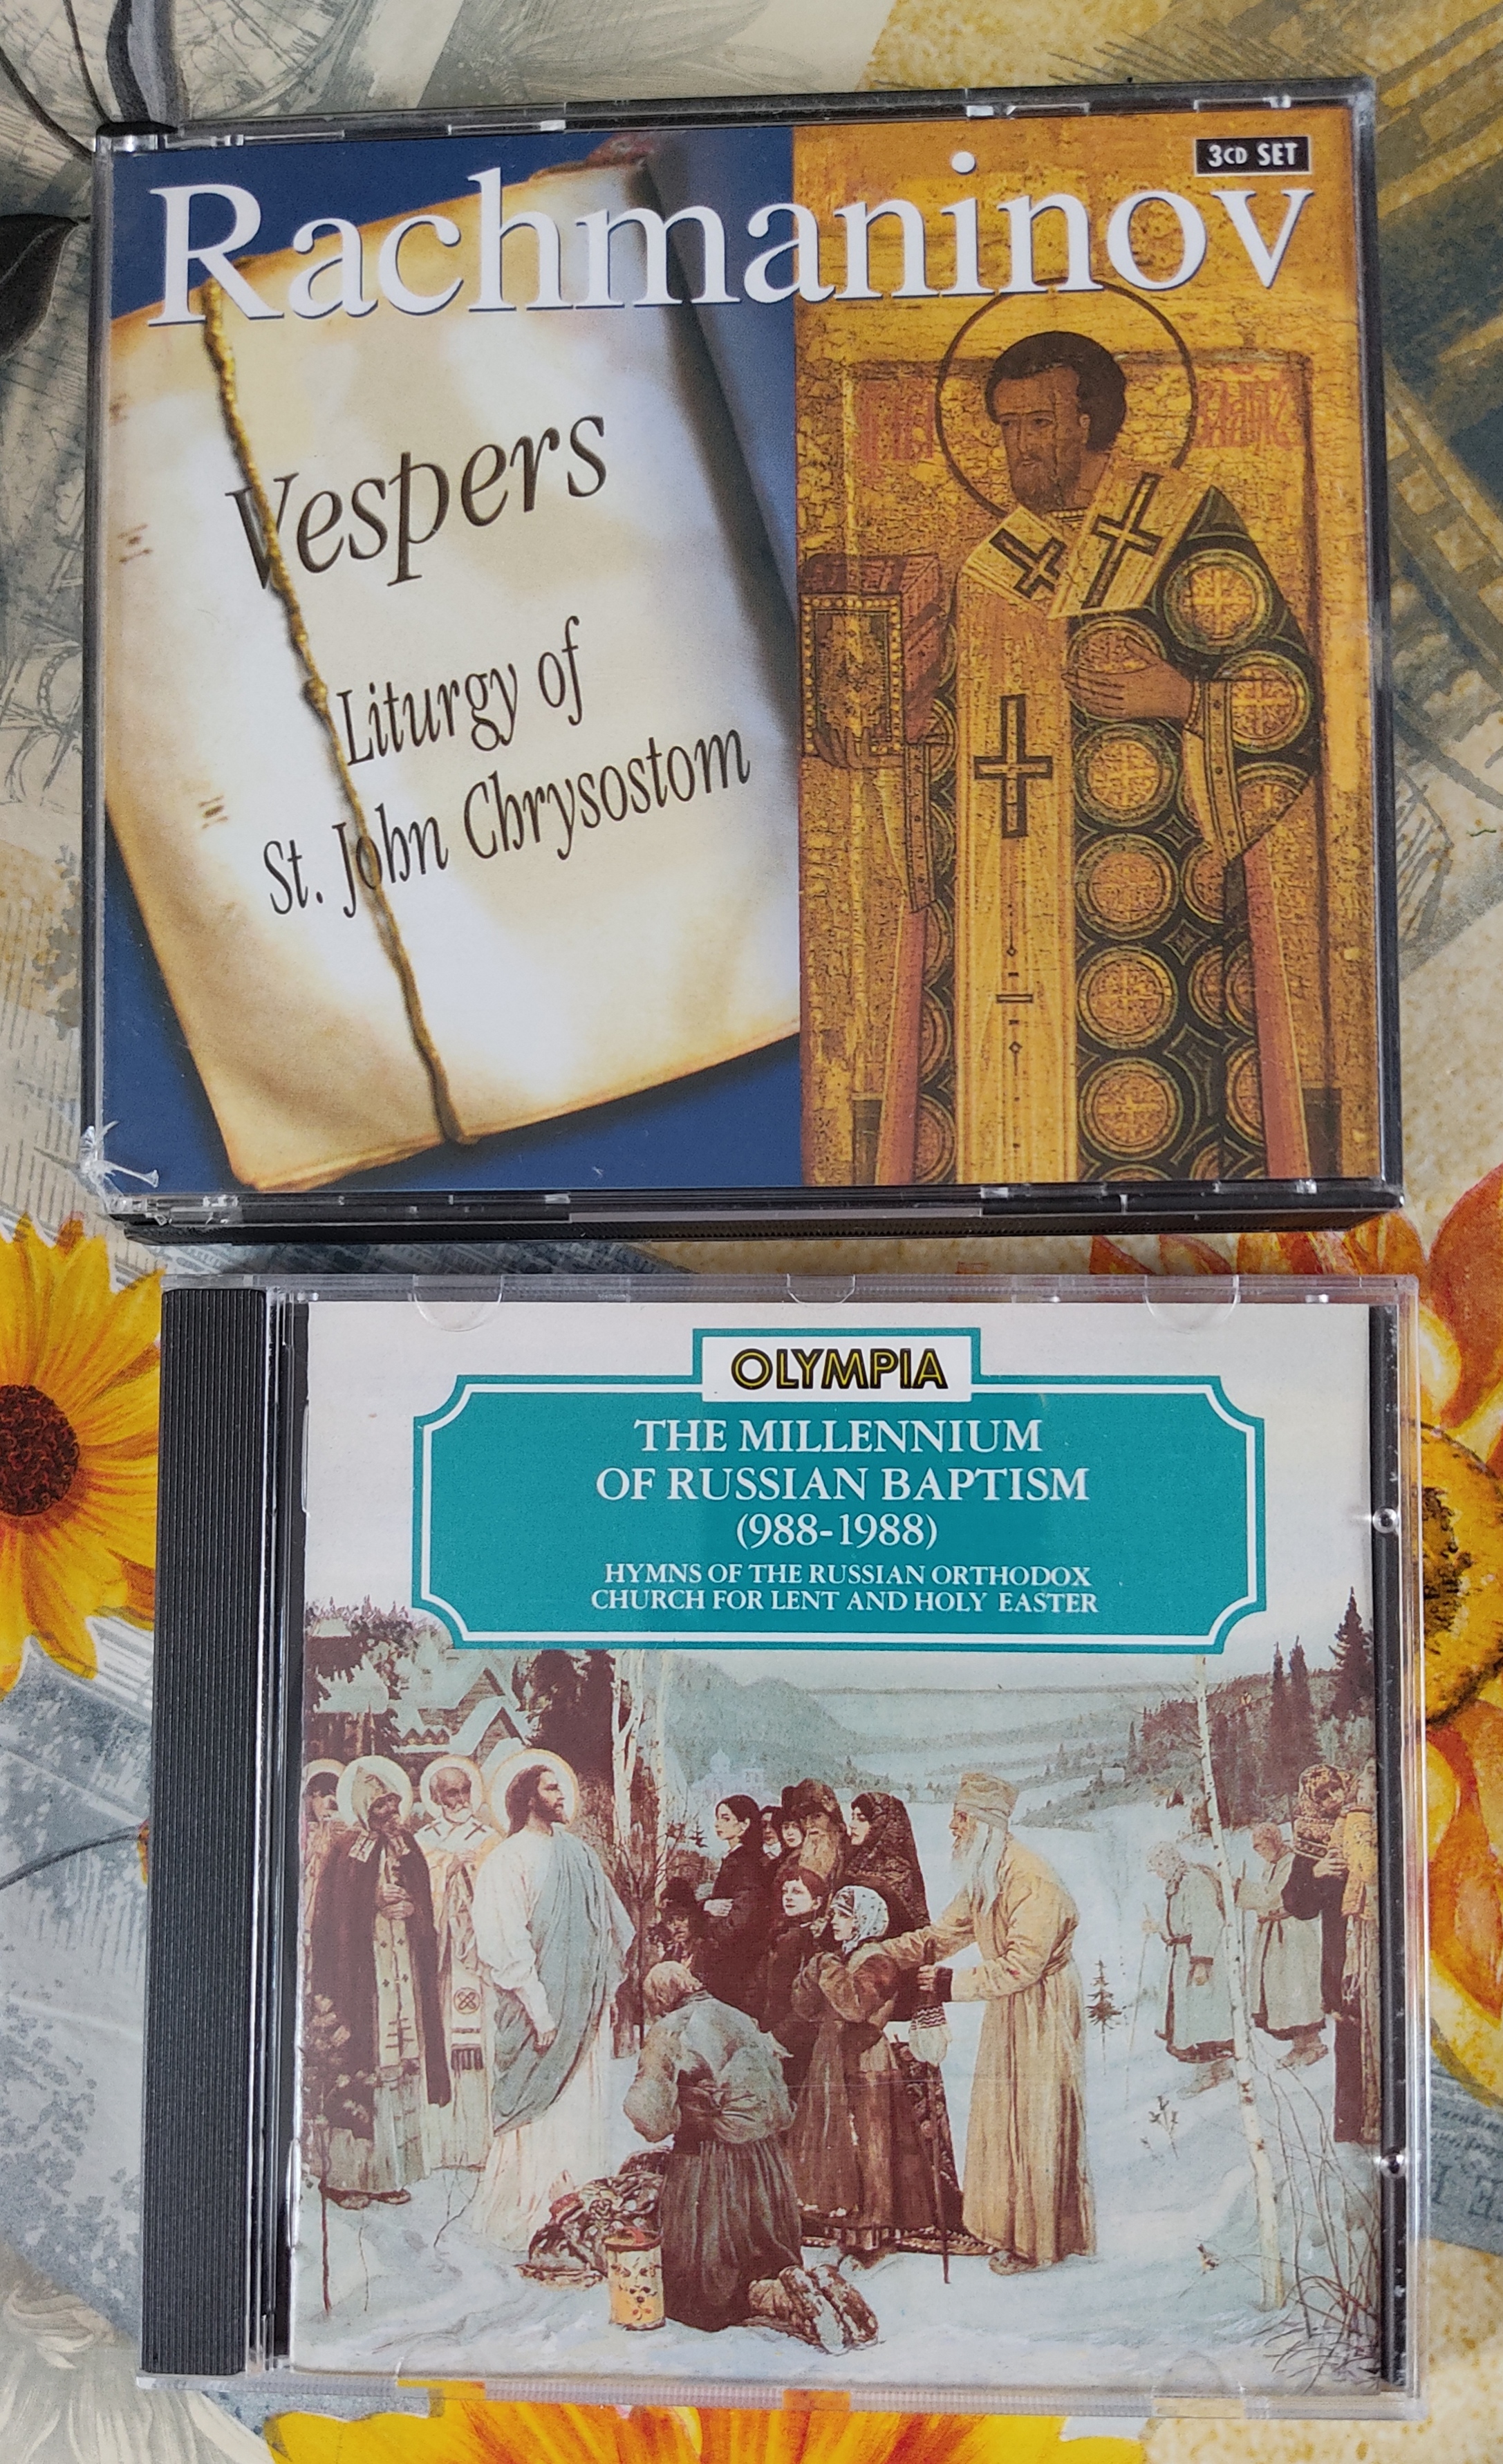 3CD SET
Rachmaninov
Vespers
Liturgy of
St. John Chrysostom
OLYMPIA
THE MILLENNIUM
OF RUSSIAN BAPTISM
(988-1988)
HYMNS OF THE RUSSIAN ORTHODOX
CHURCH FOR LENT AND HOLY EASTER